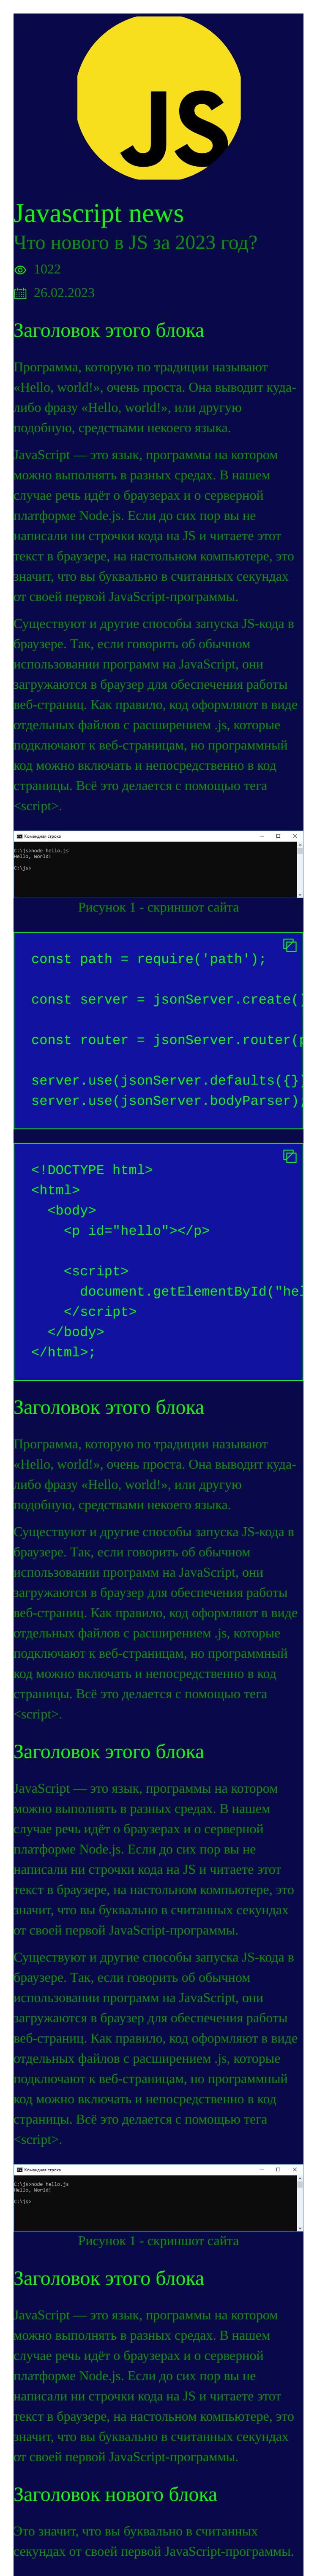 JS
Javascript news
Что нового в JS за 2023 год?
1022
26.02.2023
Заголовок этого блока
Программа, которую по традиции называют
«Hello, world!», очень проста. Она выводит куда-
либо фразу «Hello, world!», или другую
подобную, средствами некоего языка.
JavaScript — это язык, программы на котором
можно выполнять в разных средах. В нашем
случае речь идёт о браузерах и о серверной
платформе Node.js. Если до сих пор вы не
написали ни строчки кода на JS и читаете этот
текст в браузере, на настольном компьютере, это
значит, что вы буквально в считанных секундах
от своей первой JavaScript-программы.
Существуют и другие способы запуска JS-кода в
браузере. Так, если говорить об обычном
использовании программ на JavaScript, они
загружаются в браузер для обеспечения работы
веб-страниц. Как правило, код оформляют в виде
отдельных файлов с расширением .js, которые
подключают к веб-страницам, но программный
код можно включать и непосредственно в код
страницы. Всё это делается с помощью тега
<script>.
Командная строка
C:\js>node hello.js
Hello, World!
C:\js>
Рисунок 1 - скриншот сайта
const path = require('path');
const server = jsonServer.create(
const router = jsonServer.router(
server.use(jsonServer.defaults({}
server.use(jsonServer.bodyParser)
<!DOCTYPE html>
<html>
<body>
<p id="hello"></p>
<script>
document.getElementById("hel
</script>
</body>
</html>;
Заголовок этого блока
Программа, которую по традиции называют
«Hello, world!», очень проста. Она выводит куда-
либо фразу «Hello, world!», или другую
подобную, средствами некоего языка.
Существуют и другие способы запуска JS-кода в
браузере. Так, если говорить об обычном
использовании программ на JavaScript, они
загружаются в браузер для обеспечения работы
веб-страниц. Как правило, код оформляют в виде
отдельных файлов с расширением .js, которые
подключают к веб-страницам, но программный
код можно включать и непосредственно в код
страницы. Всё это делается с помощью тега
<script>.
Заголовок этого блока
JavaScript — это язык, программы на котором
можно выполнять в разных средах. В нашем
случае речь идёт о браузерах и о серверной
платформе Node.js. Если до сих пор вы не
написали ни строчки кода на JS и читаете этот
текст в браузере, на настольном компьютере, это
значит, что вы буквально в считанных секундах
от своей первой JavaScript-программы.
Существуют и другие способы запуска JS-кода в
браузере. Так, если говорить об обычном
использовании программ на JavaScript, они
загружаются в браузер для обеспечения работы
веб-страниц. Как правило, код оформляют в виде
отдельных файлов с расширением .js, которые
подключают к веб-страницам, но программный
код можно включать и непосредственно в код
страницы. Всё это делается с помощью тега
<script>.
Командная строка
C:\js>node hello.js
Hello, World!
C:\js>
Рисунок 1 - скриншот сайта
Заголовок этого блока
JavaScript — это язык, программы на котором
можно выполнять в разных средах. В нашем
случае речь идёт о браузерах и о серверной
платформе Node.js. Если до сих пор вы не
написали ни строчки кода на JS и читаете этот
текст в браузере, на настольном компьютере, это
значит, что вы буквально в считанных секундах
от своей первой JavaScript-программы.
Заголовок нового блока
Это значит, что вы буквально в считанных
секундах от своей первой JavaScript-программы.